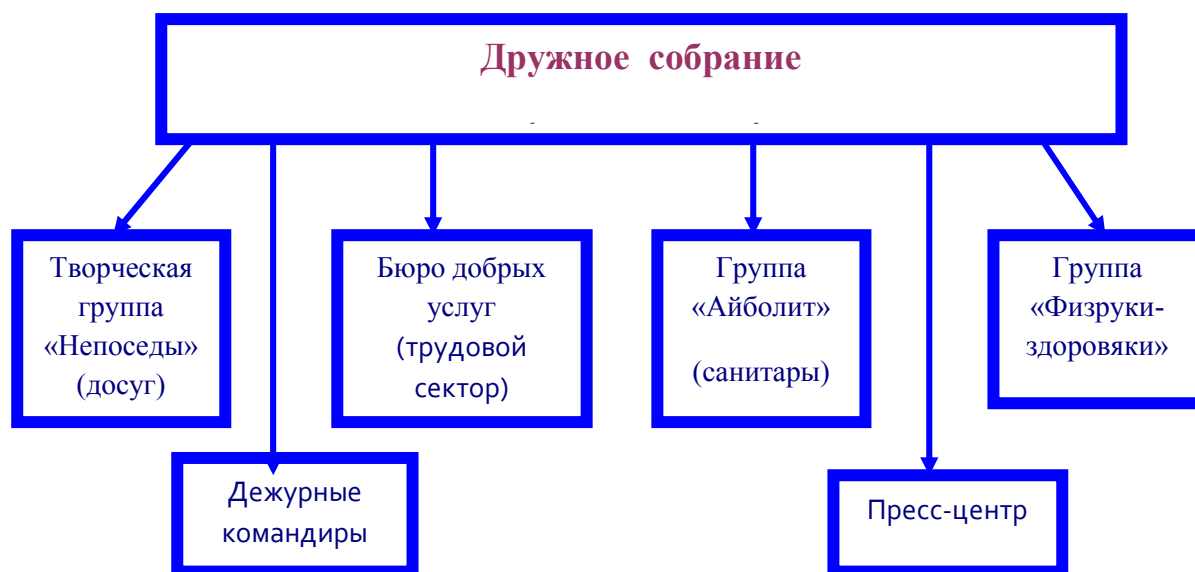 Дружное собрание
- -
Творческая
группа
«Непоседы»
(досуг)
Бюро добрых
услуг
(трудовой
сектор)
Группа
«Айболит»
(санитары)
Группа
«Физруки-
здоровяки»
Дежурные
командиры
Пресс-центр